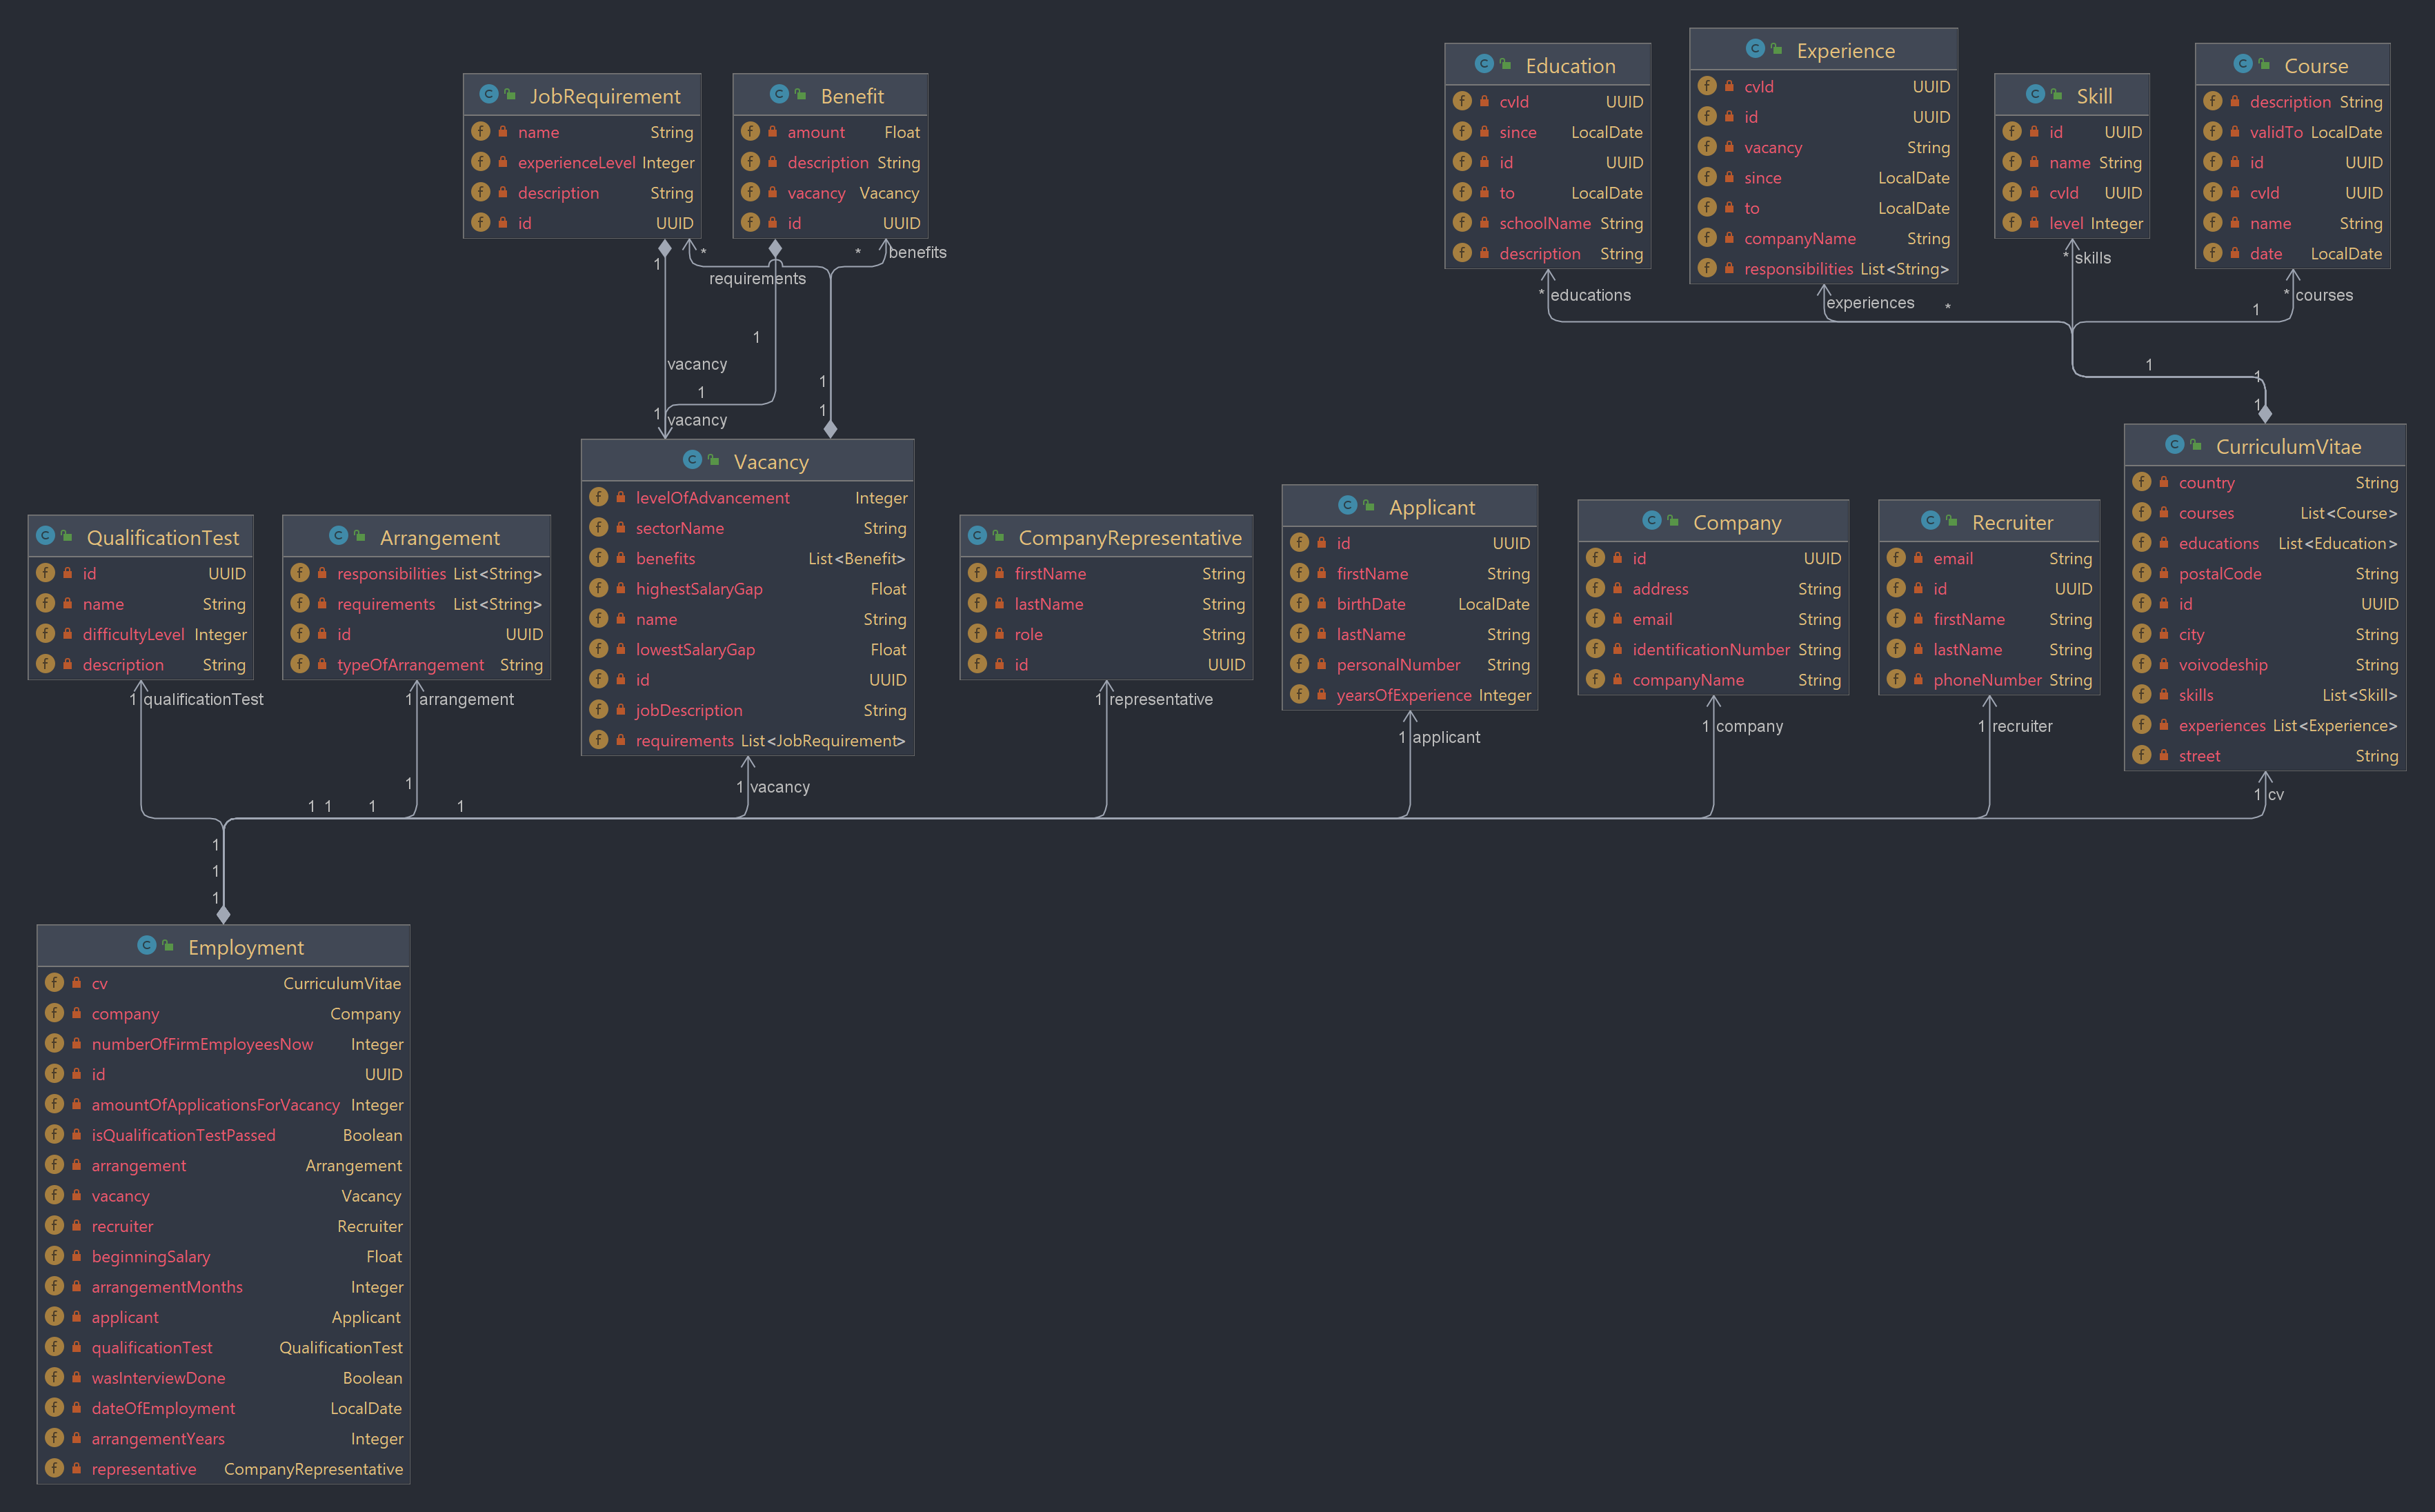 JobRequirement
name String
experienceLevel Integer
description String
id UUID
Benefit
amount Float
description String
vacancy Vacancy
id UUID
Education
cvId UUID
since LocalDate
id UUID
to LocalDate
schoolName String
description String
Experience
cvId UUID
id UUID
vacancy String
since LocalDate
to LocalDate
companyName String
responsibilities List<String>
Skill
id UUID
name String
cvId UUID
level Integer
Course
description String
validTo LocalDate
id UUID
cvId UUID
name String
date LocalDate
1
*
requirements
*
benefits
* educations
experiences *
* skills
1
* courses
1
vacancy
1
1
vacancy
1
1
1
1
1
1
Vacancy
levelOfAdvancement Integer
sectorName String
benefits List<Benefit>
highestSalaryGap Float
name String
lowestSalaryGap Float
id UUID
jobDescription String
requirements List<JobRequirement>
CurriculumVitae
country String
courses List<Course>
educations List<Education>
postalCode String
id UUID
city String
voivodeship String
skills List<Skill>
experiences List<Experience>
street String
QualificationTest
id UUID
name String
difficultyLevel Integer
description String
Arrangement
responsibilities List<String>
requirements List<String>
id UUID
typeOfArrangement String
CompanyRepresentative
firstName String
lastName String
role String
id UUID
Applicant
id UUID
firstName String
birthDate LocalDate
lastName String
personalNumber String
yearsOfExperience Integer
Company
id UUID
address String
email String
identificationNumber String
companyName String
Recruiter
email String
id UUID
firstName String
lastName String
phoneNumber String
1 qualificationTest
1 arrangement
1 vacancy
1 representative
1 applicant
1 company
1 recruiter
1 cv
1
1 1 1 1
1
1
1
Employment
cv CurriculumVitae
company Company
numberOfFirmEmployeesNow Integer
id UUID
amountOfApplicationsForVacancy Integer
isQualificationTestPassed Boolean
arrangement Arrangement
vacancy Vacancy
recruiter Recruiter
beginningSalary Float
arrangementMonths Integer
applicant Applicant
qualificationTest QualificationTest
wasInterviewDone Boolean
dateOfEmployment LocalDate
arrangementYears Integer
representative CompanyRepresentative